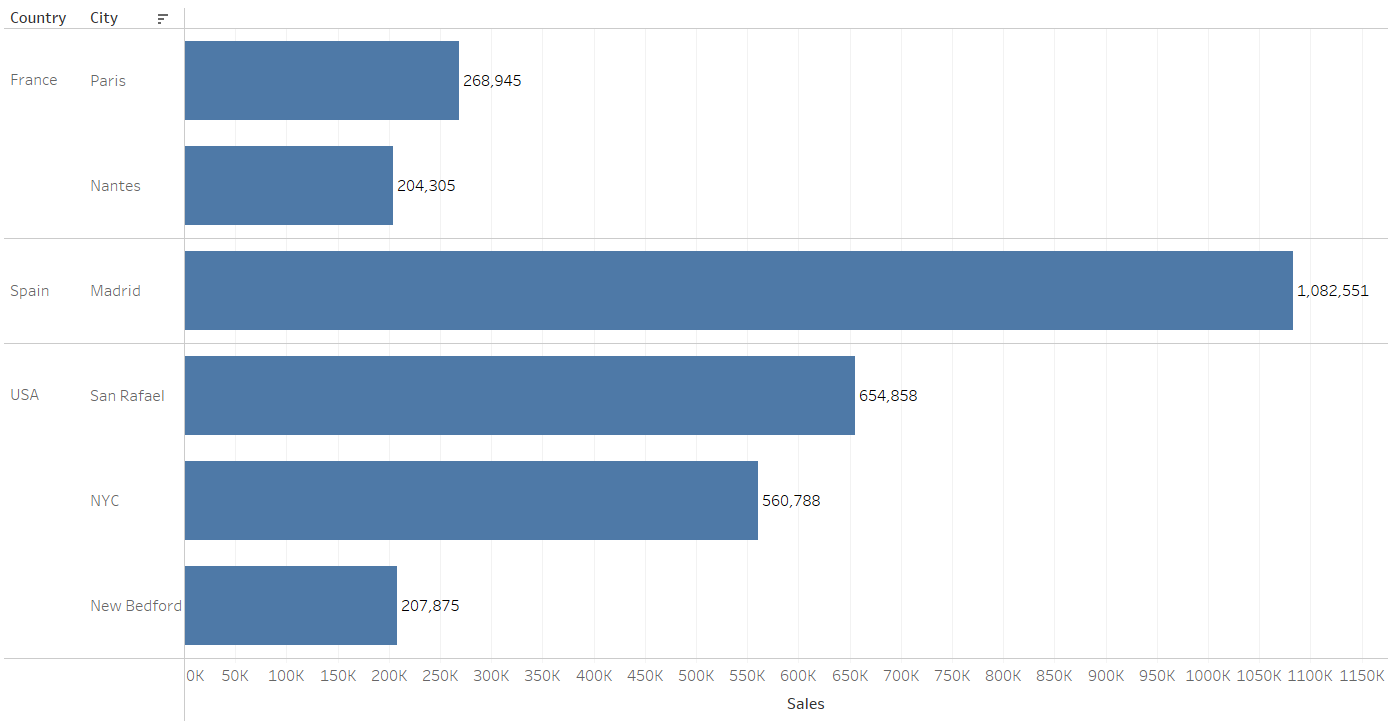 Country City
France Paris 268,945
Nantes 204,305
Spain Madrid 1,082,551
USA San Rafael 654,858
NYC 560,788
New Bedford 207,875
0K 50K 100K 150K 200K 250K 300K 350K 400K 450K 500K 550K 600K 650K 700K 750K 800K 850K 900K 950K 1000K 1050K 1100K 1150K
Sales